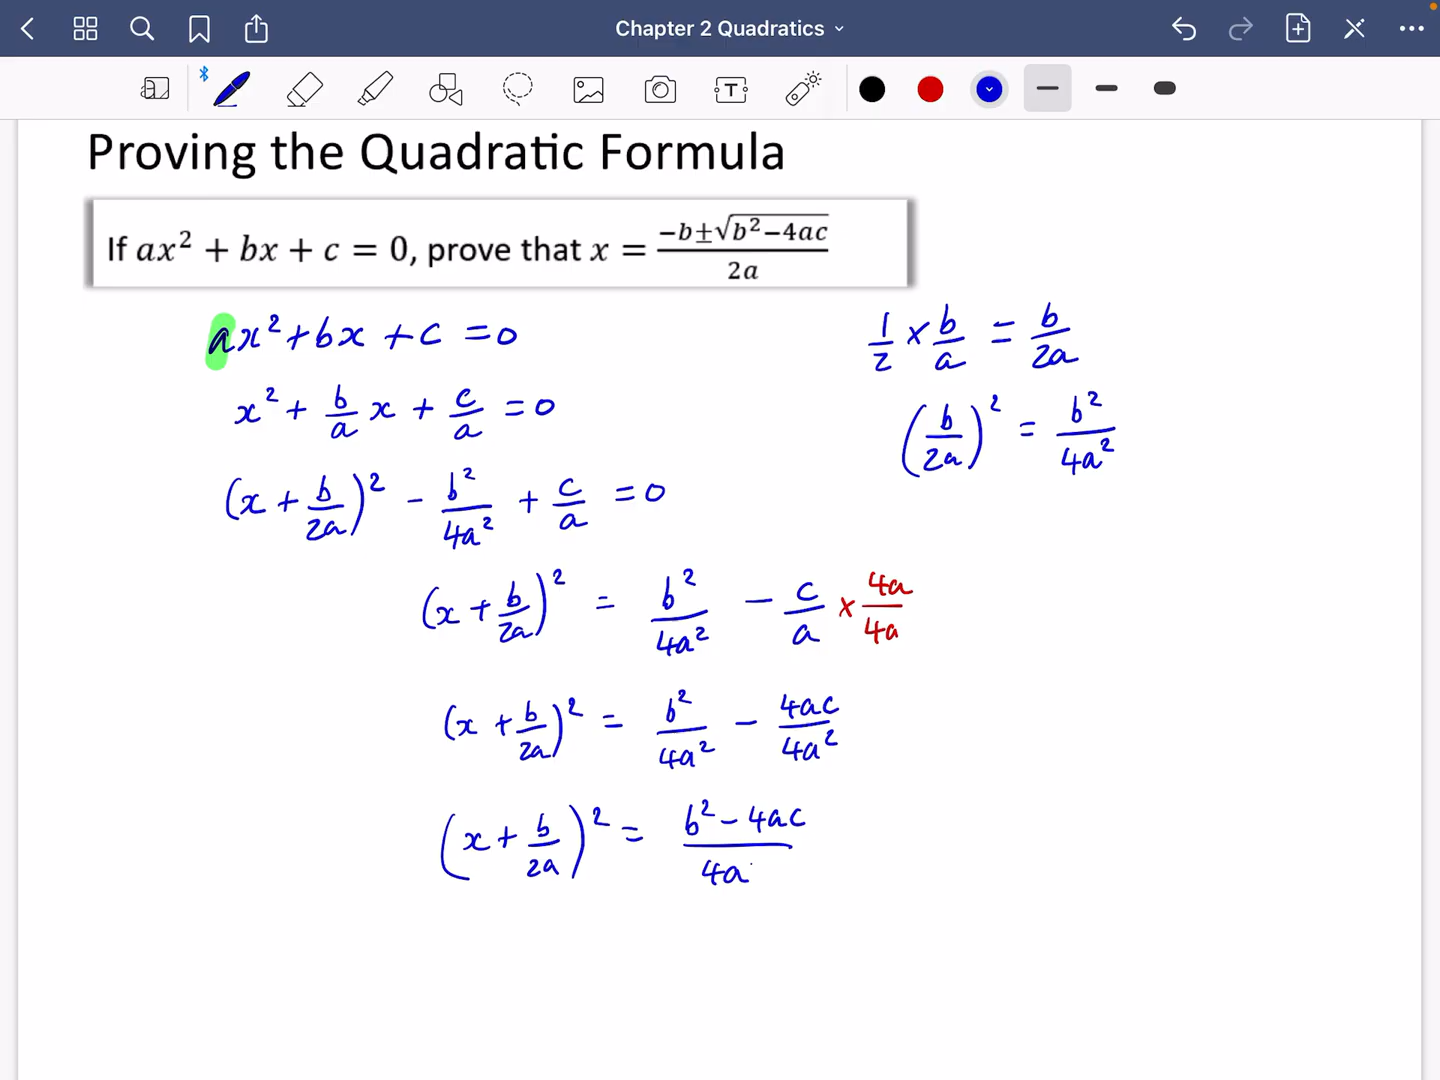 Chapter 2 Quadratics
Proving the Quadratic Formula
If ax² + bx + c = 0, prove that x = (-b±√(b²-4ac))/(2a)
ax² + bx + c = 0
x² + b/a x + c/a = 0
(x + b/2a)² - b²/4a² + c/a = 0
(x + b/2a)² = b²/4a² - c/a × 4a/4a
(x + b/2a)² = b²/4a² - 4ac/4a²
(x + b/2a)² = (b² - 4ac)/4a
1/2 × b/a = b/2a
(b/2a)² = b²/4a²